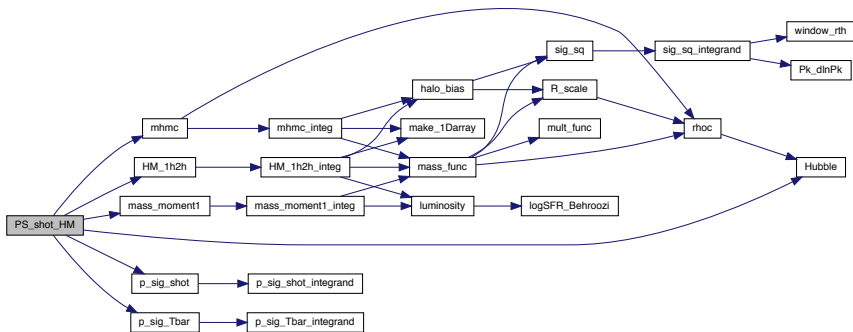 window_rth
sig_sq
sig_sq_integrand
Pk_dlnPk
halo_bias
R_scale
mhmc
mhmc_integ
make_1Darray
mult_func
rhoc
HM_1h2h
HM_1h2h_integ
mass_func
Hubble
mass_moment1
mass_moment1_integ
luminosity
logSFR_Behroozi
PS_shot_HM
p_sig_shot
p_sig_shot_integrand
p_sig_Tbar
p_sig_Tbar_integrand